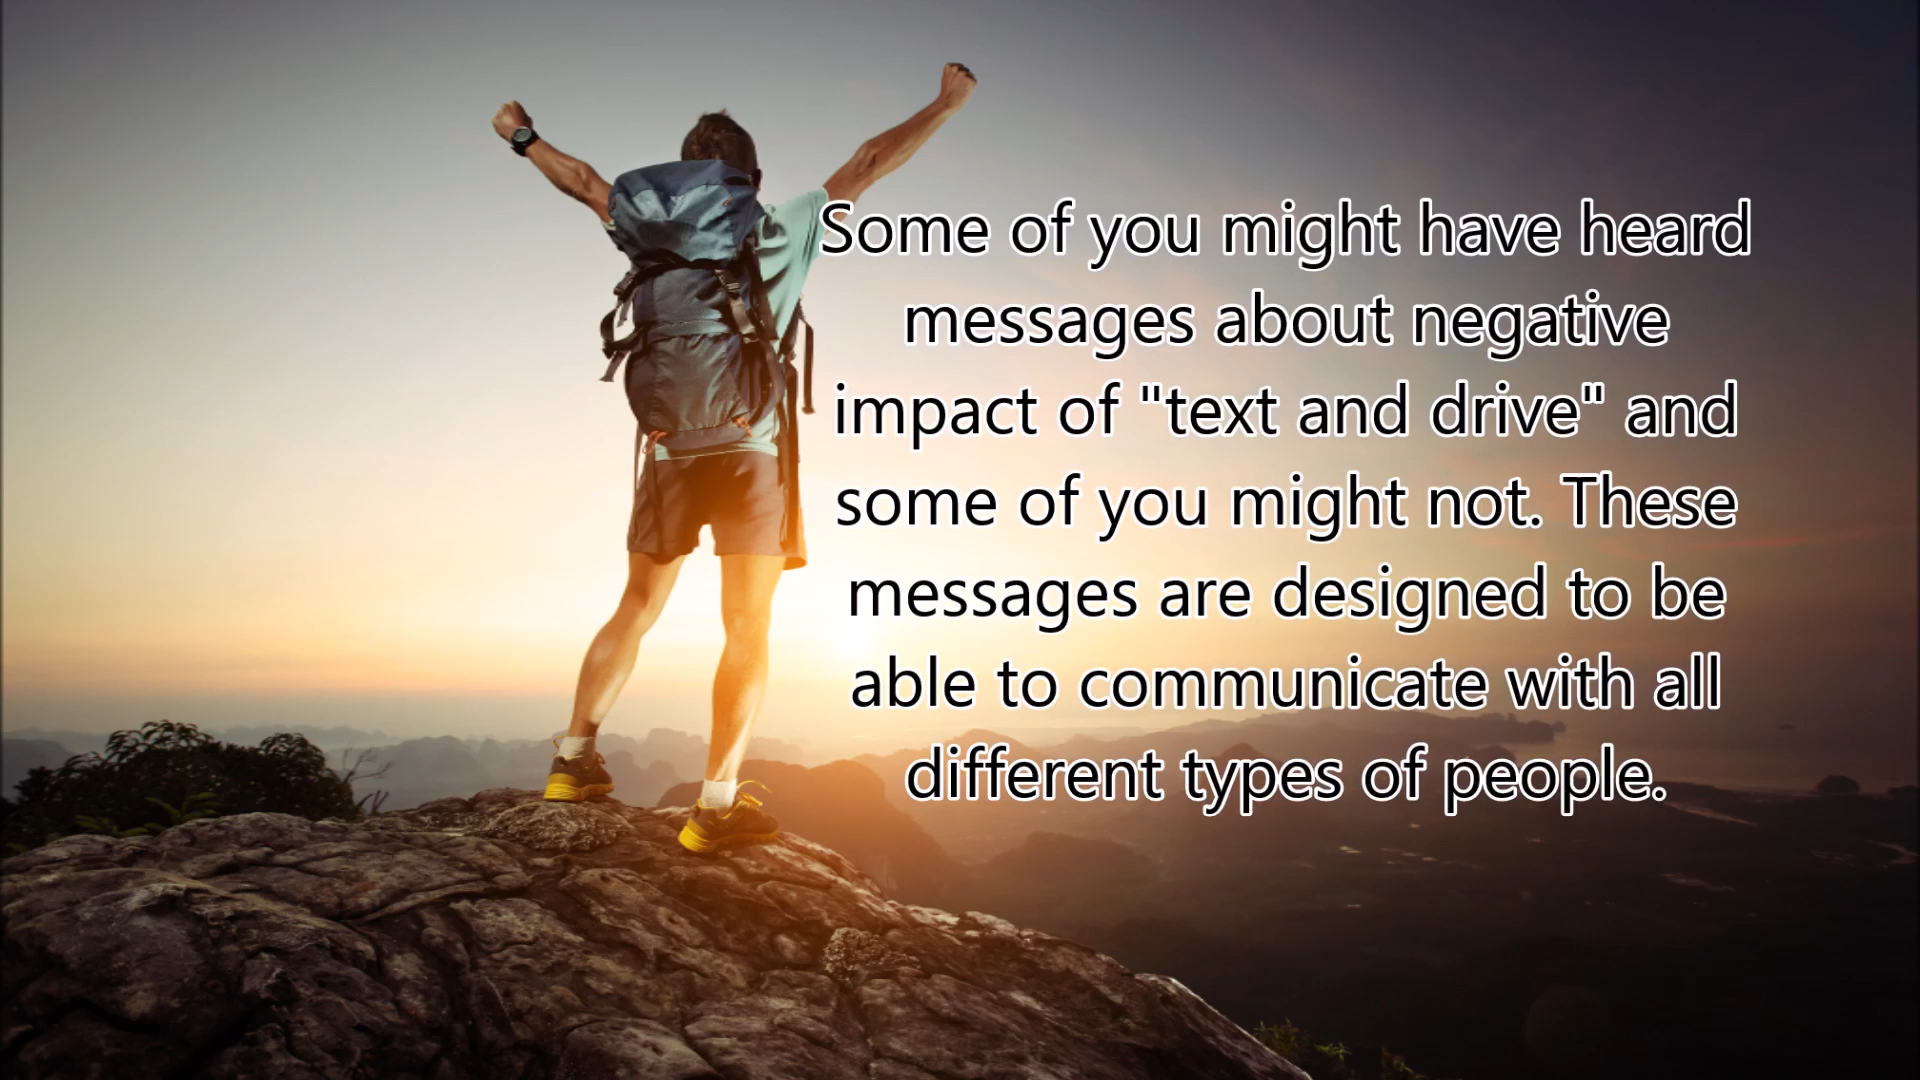 Some of you might have heard
messages about negative
impact of "text and drive" and
some of you might not. These
messages are designed to be
able to communicate with all
different types of people.